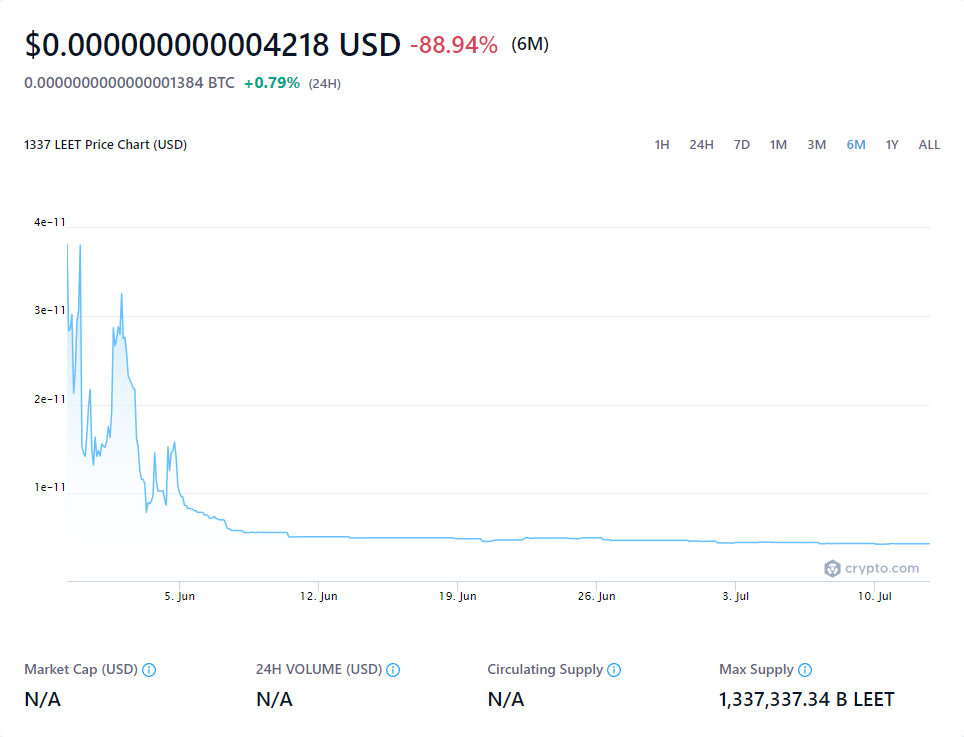 $0.000000000004218 USD -88.94% (6M)
0.0000000000000001384 BTC +0.79% (24H)
1337 LEET Price Chart (USD) 1H 24H 7D 1M 3M 6M 1Y ALL
4e-11
3e-11
2e-11
1e-11
crypto.com
5. Jun 12. Jun 19. Jun 26. Jun 3. Jul 10. Jul
Market Cap (USD) 24H VOLUME (USD) Circulating Supply Max Supply
N/A N/A N/A 1,337,337.34 B LEET